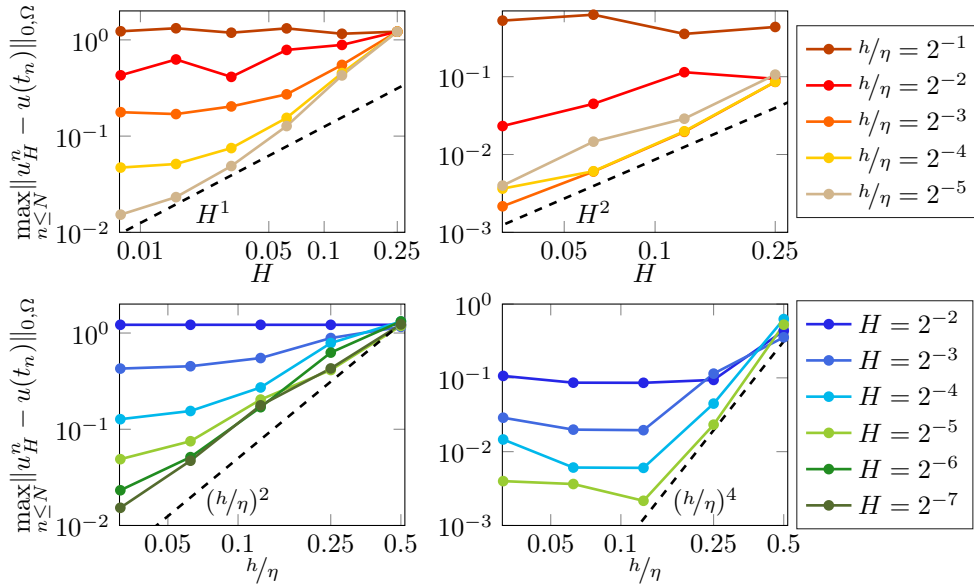 max n≤N ‖u_H^n − u(t_n)‖_{0,Ω}
10^0
10^{-1}
10^{-2}
0.01 0.05 0.1 0.25
H
H^1
10^{-1}
10^{-2}
10^{-3}
0.05 0.1 0.25
H
H^2
h/η = 2^{-1}
h/η = 2^{-2}
h/η = 2^{-3}
h/η = 2^{-4}
h/η = 2^{-5}
max n≤N ‖u_H^n − u(t_n)‖_{0,Ω}
10^0
10^{-1}
10^{-2}
0.05 0.1 0.25 0.5
h/η
(h/η)^2
10^0
10^{-1}
10^{-2}
10^{-3}
0.05 0.1 0.25 0.5
h/η
(h/η)^4
H = 2^{-2}
H = 2^{-3}
H = 2^{-4}
H = 2^{-5}
H = 2^{-6}
H = 2^{-7}